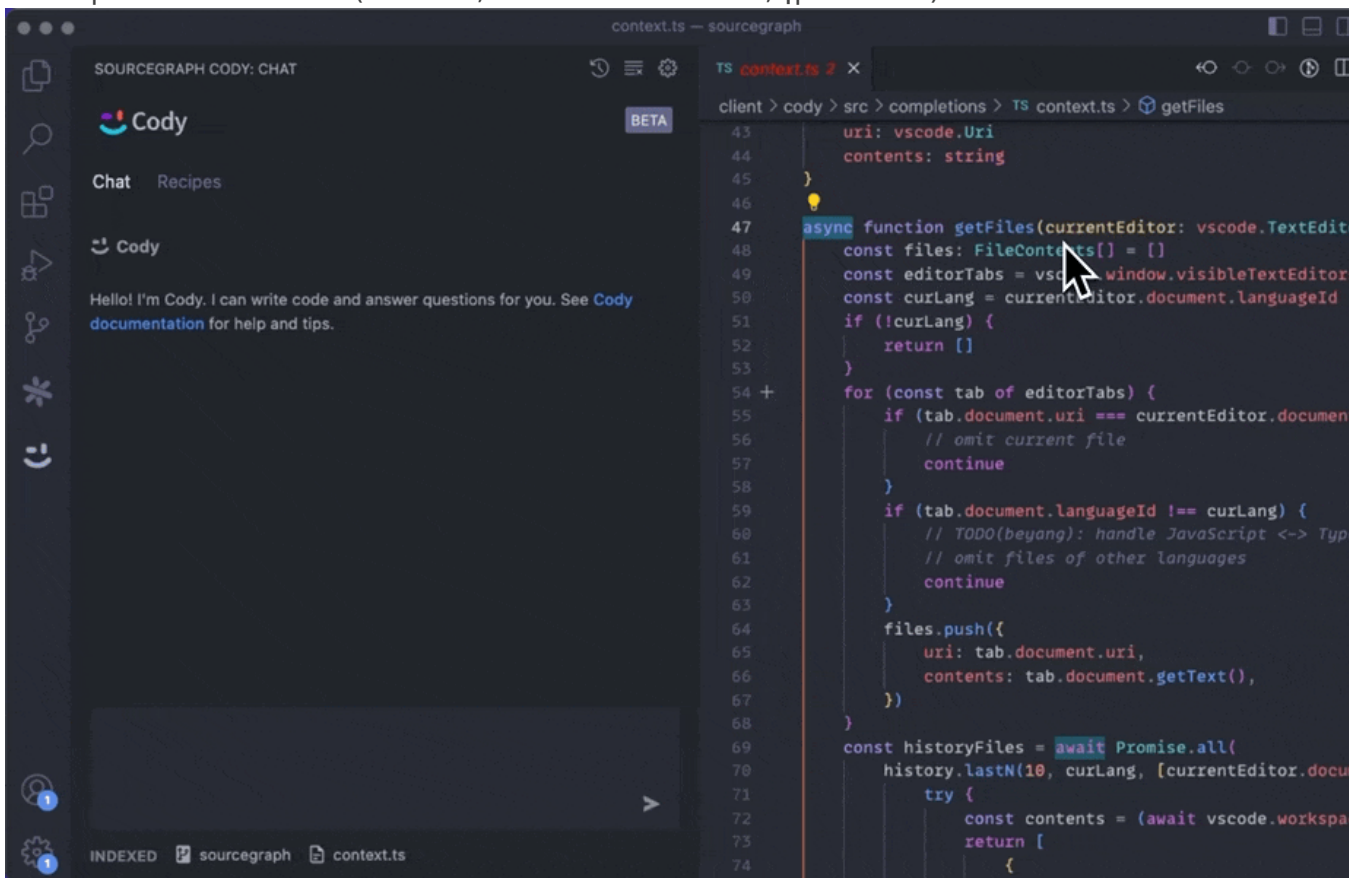 context.ts — sourcegraph
SOURCEGRAPH CODY: CHAT
Cody
BETA
Chat Recipes
Cody
Hello! I'm Cody. I can write code and answer questions for you. See Cody
documentation for help and tips.
INDEXED sourcegraph context.ts
1
1
TS context.ts 2 ×
client > cody > src > completions > TS context.ts > getFiles
43 uri: vscode.Uri
44 contents: string
45 }
46
47 async function getFiles(currentEditor: vscode.TextEdit
48 const files: FileContents[] = []
49 const editorTabs = vsc .window.visibleTextEditor
50 const curLang = currentEditor.document.languageId
51 if (!curLang) {
52 return []
53 }
54 + for (const tab of editorTabs) {
55 if (tab.document.uri === currentEditor.documen
56 // omit current file
57 continue
58 }
59 if (tab.document.languageId !== curLang) {
60 // TODO(beyang): handle JavaScript <-> Typ
61 // omit files of other languages
62 continue
63 }
64 files.push({
65 uri: tab.document.uri,
66 contents: tab.document.getText(),
67 })
68 }
69 const historyFiles = await Promise.all(
70 history.lastN(10, curLang, [currentEditor.docu
71 try {
72 const contents = (await vscode.workspa
73 return [
74 {